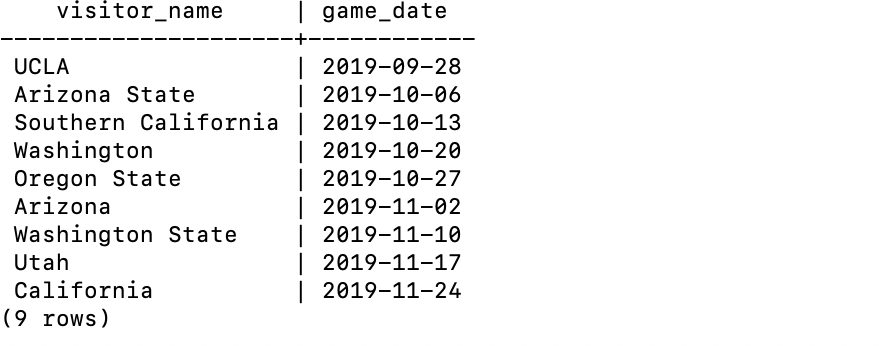 visitor_name     | game_date
---------------------+------------
 UCLA                | 2019-09-28
 Arizona State       | 2019-10-06
 Southern California | 2019-10-13
 Washington          | 2019-10-20
 Oregon State        | 2019-10-27
 Arizona             | 2019-11-02
 Washington State    | 2019-11-10
 Utah                | 2019-11-17
 California          | 2019-11-24
(9 rows)